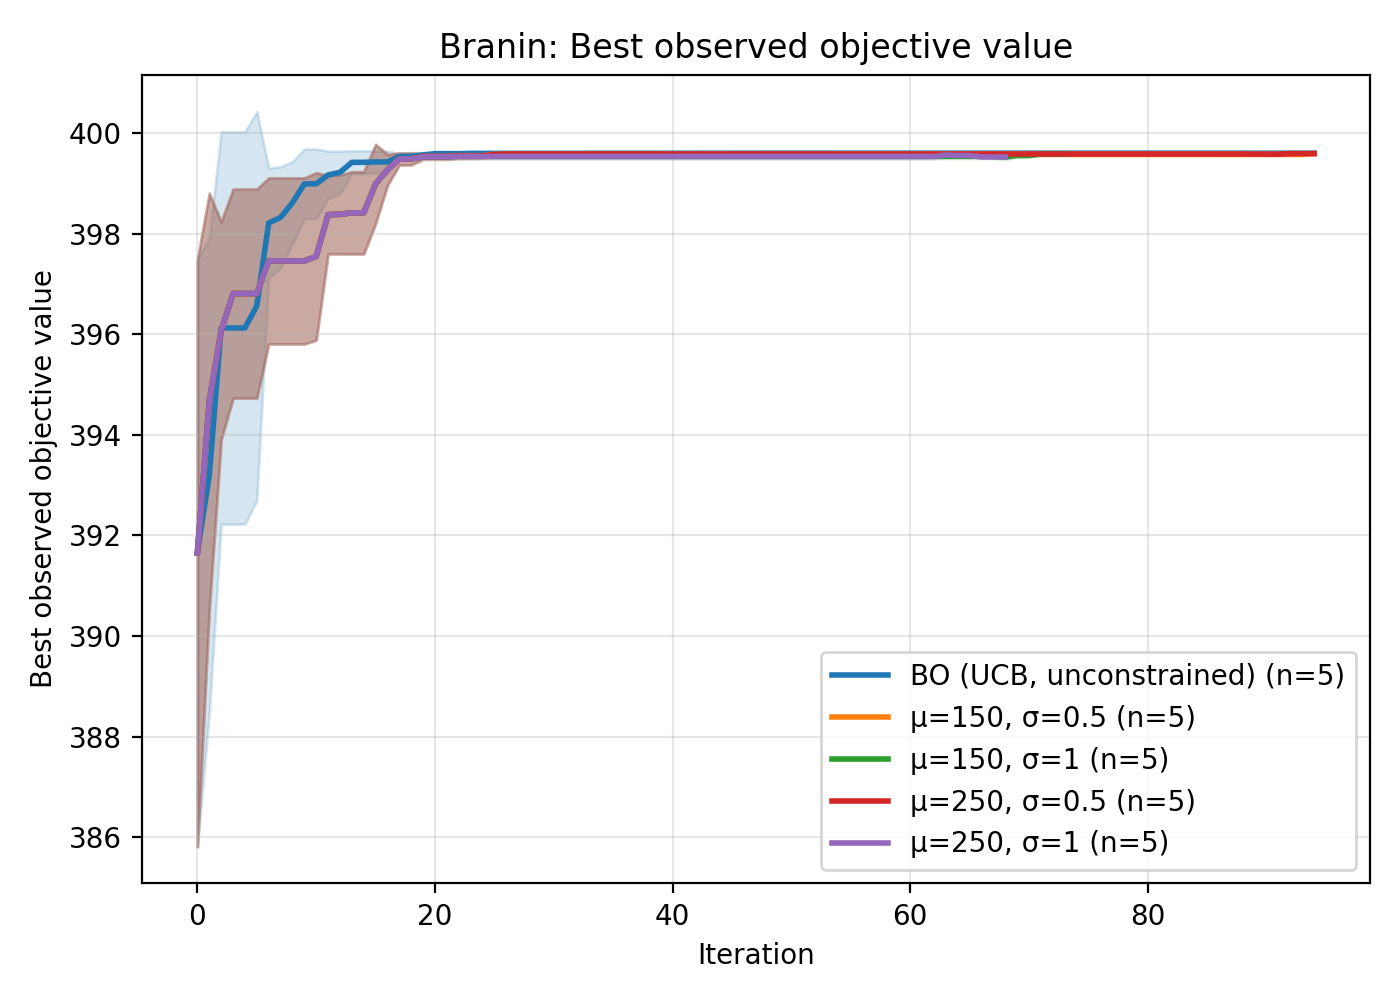 Branin: Best observed objective value
Best observed objective value
400
398
396
394
392
390
388
386
0
20
40
60
80
Iteration
BO (UCB, unconstrained) (n=5)
μ=150, σ=0.5 (n=5)
μ=150, σ=1 (n=5)
μ=250, σ=0.5 (n=5)
μ=250, σ=1 (n=5)